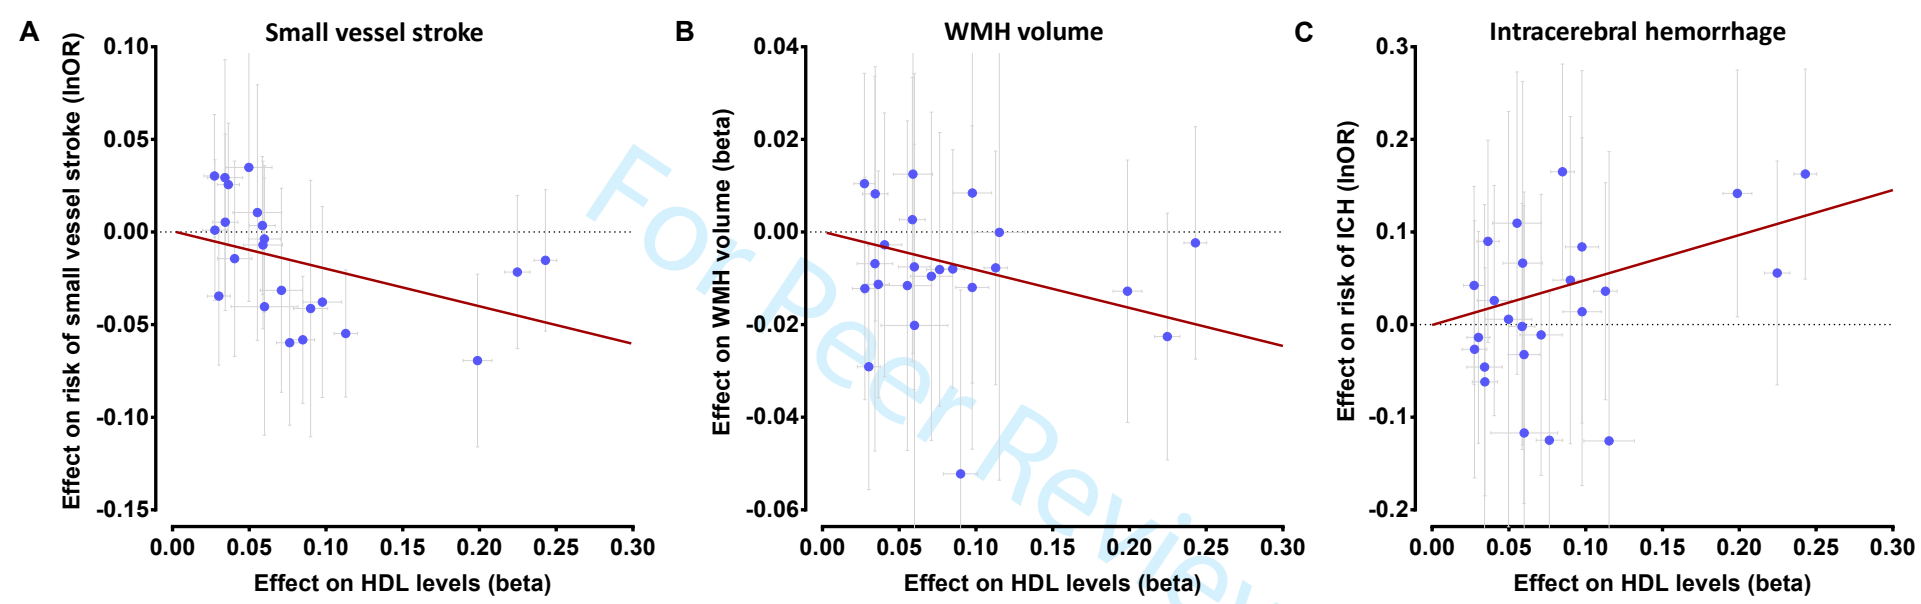 A
Small vessel stroke
Effect on risk of small vessel stroke (lnOR)
0.10
0.05
0.00
-0.05
-0.10
-0.15
0.00 0.05 0.10 0.15 0.20 0.25 0.30
Effect on HDL levels (beta)
B
WMH volume
Effect on WMH volume (beta)
0.04
0.02
0.00
-0.02
-0.04
-0.06
0.00 0.05 0.10 0.15 0.20 0.25 0.30
Effect on HDL levels (beta)
C
Intracerebral hemorrhage
Effect on risk of ICH (lnOR)
0.3
0.2
0.1
0.0
-0.1
-0.2
0.00 0.05 0.10 0.15 0.20 0.25 0.30
Effect on HDL levels (beta)
For Peer Review